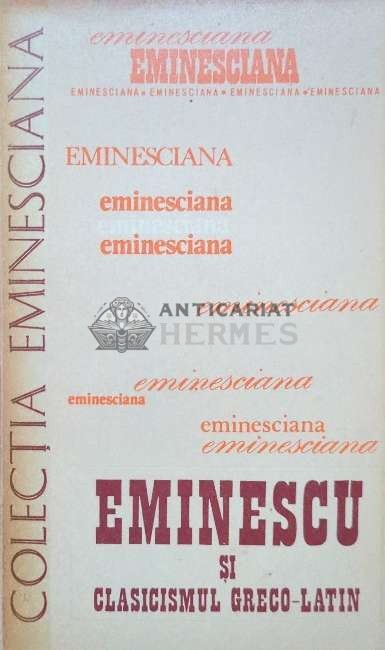 COLECȚIA EMINESCIANA
eminesciana
EMINESCIANA
EMINESCIANA • EMINESCIANA • EMINESCIANA • EMINESCIANA
EMINESCIANA
eminesciana
eminesciana
eminesciana
eminesciana
ANTICARIAT
HERMES
eminesciana
eminesciana
eminesciana
eminesciana
EMINESCU
ȘI
CLASICISMUL GRECO-LATIN